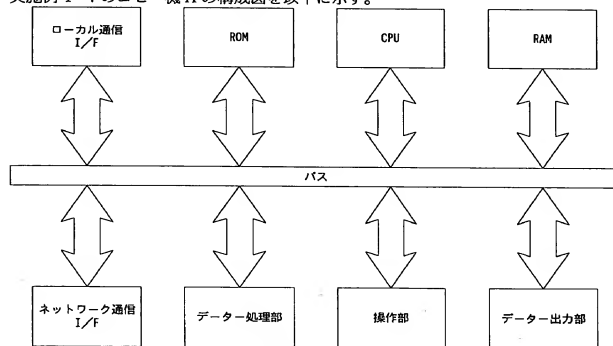 ローカル通信
I/F
ROM
CPU
RAM
バス
ネットワーク通信
I/F
データー処理部
操作部
データー出力部